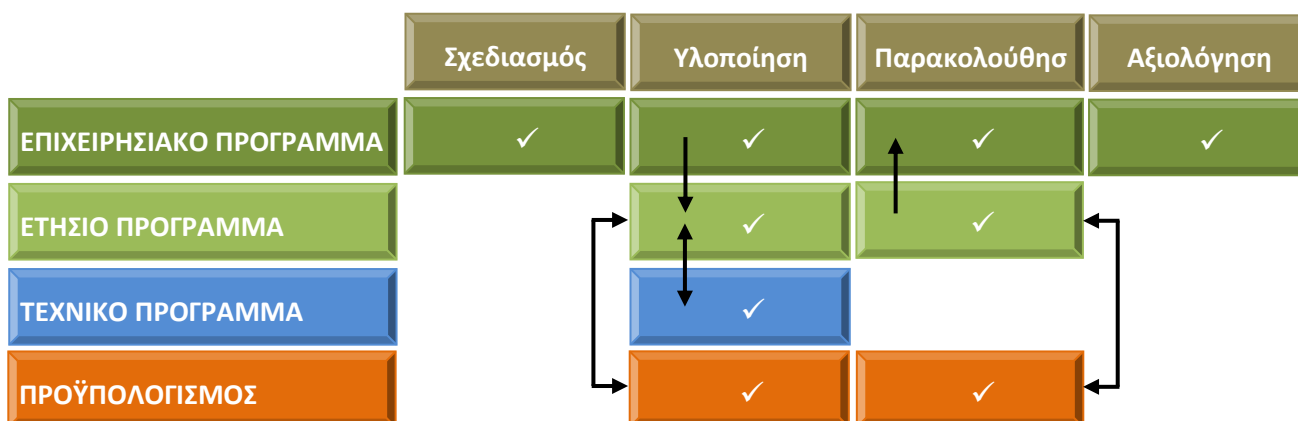 Σχεδιασμός Υλοποίηση Παρακολούθησ Αξιολόγηση
ΕΠΙΧΕΙΡΗΣΙΑΚΟ ΠΡΟΓΡΑΜΜΑ ✓ ✓ ✓ ✓
ΕΤΗΣΙΟ ΠΡΟΓΡΑΜΜΑ ✓ ✓
ΤΕΧΝΙΚΟ ΠΡΟΓΡΑΜΜΑ ✓
ΠΡΟΫΠΟΛΟΓΙΣΜΟΣ ✓ ✓